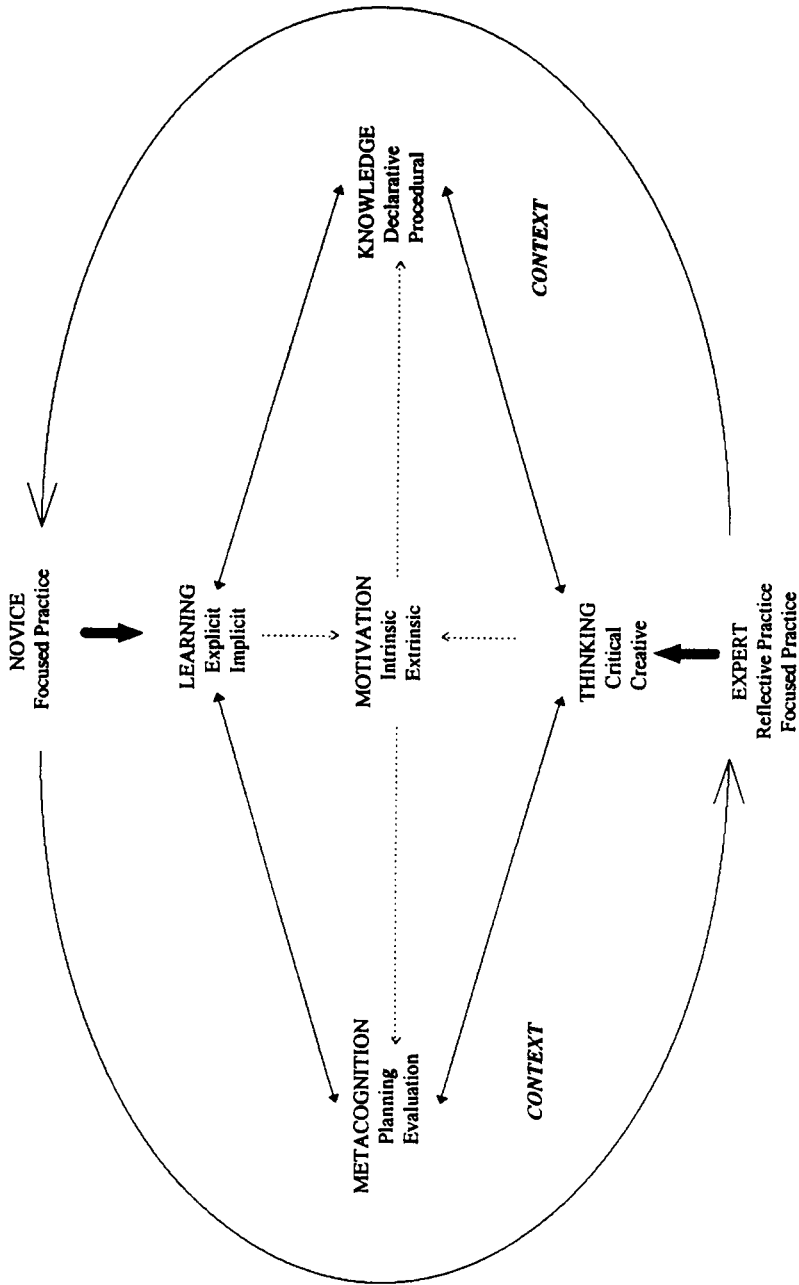 NOVICE
Focused Practice
LEARNING
Explicit
Implicit
METACOGNITION
Planning
Evaluation
MOTIVATION
Intrinsic
Extrinsic
KNOWLEDGE
Declarative
Procedural
CONTEXT
CONTEXT
THINKING
Critical
Creative
EXPERT
Reflective Practice
Focused Practice